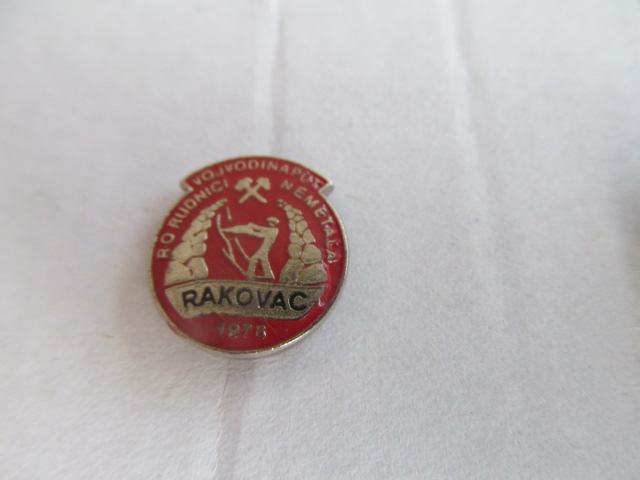 VOJVODINAPUT
RO RUDNICI NEMETALA
RAKOVAC
1978